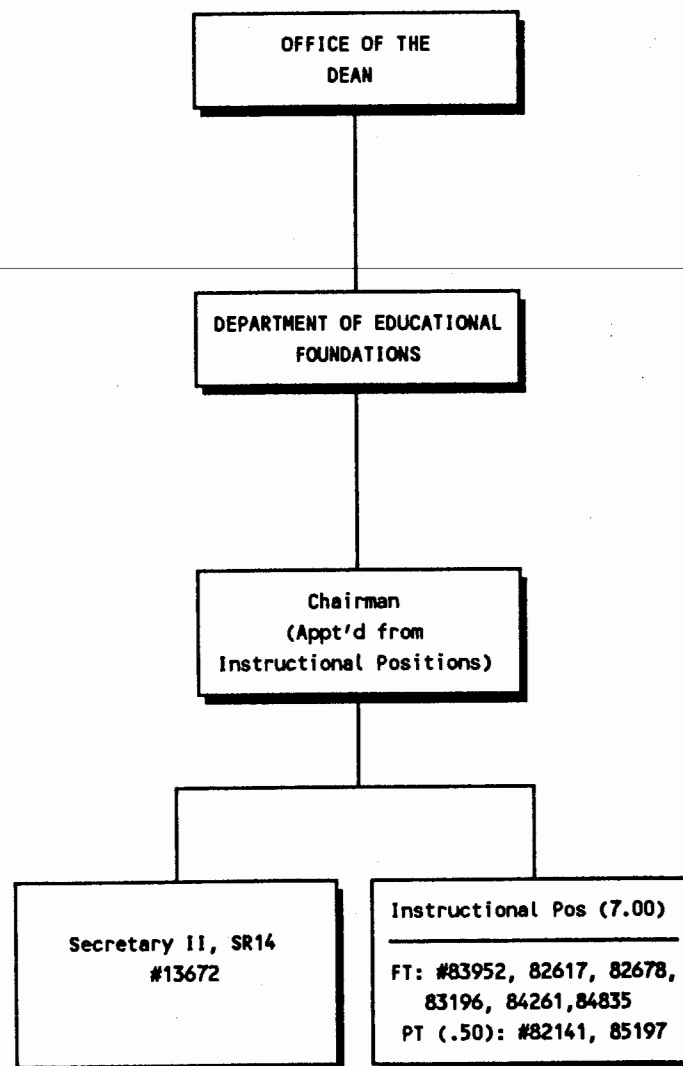 OFFICE OF THE
DEAN
DEPARTMENT OF EDUCATIONAL
FOUNDATIONS
Chairman
(Appt'd from
Instructional Positions)
Secretary II, SR14
#13672
Instructional Pos (7.00)
FT: #83952, 82617, 82678,
83196, 84261,84835
PT (.50): #82141, 85197